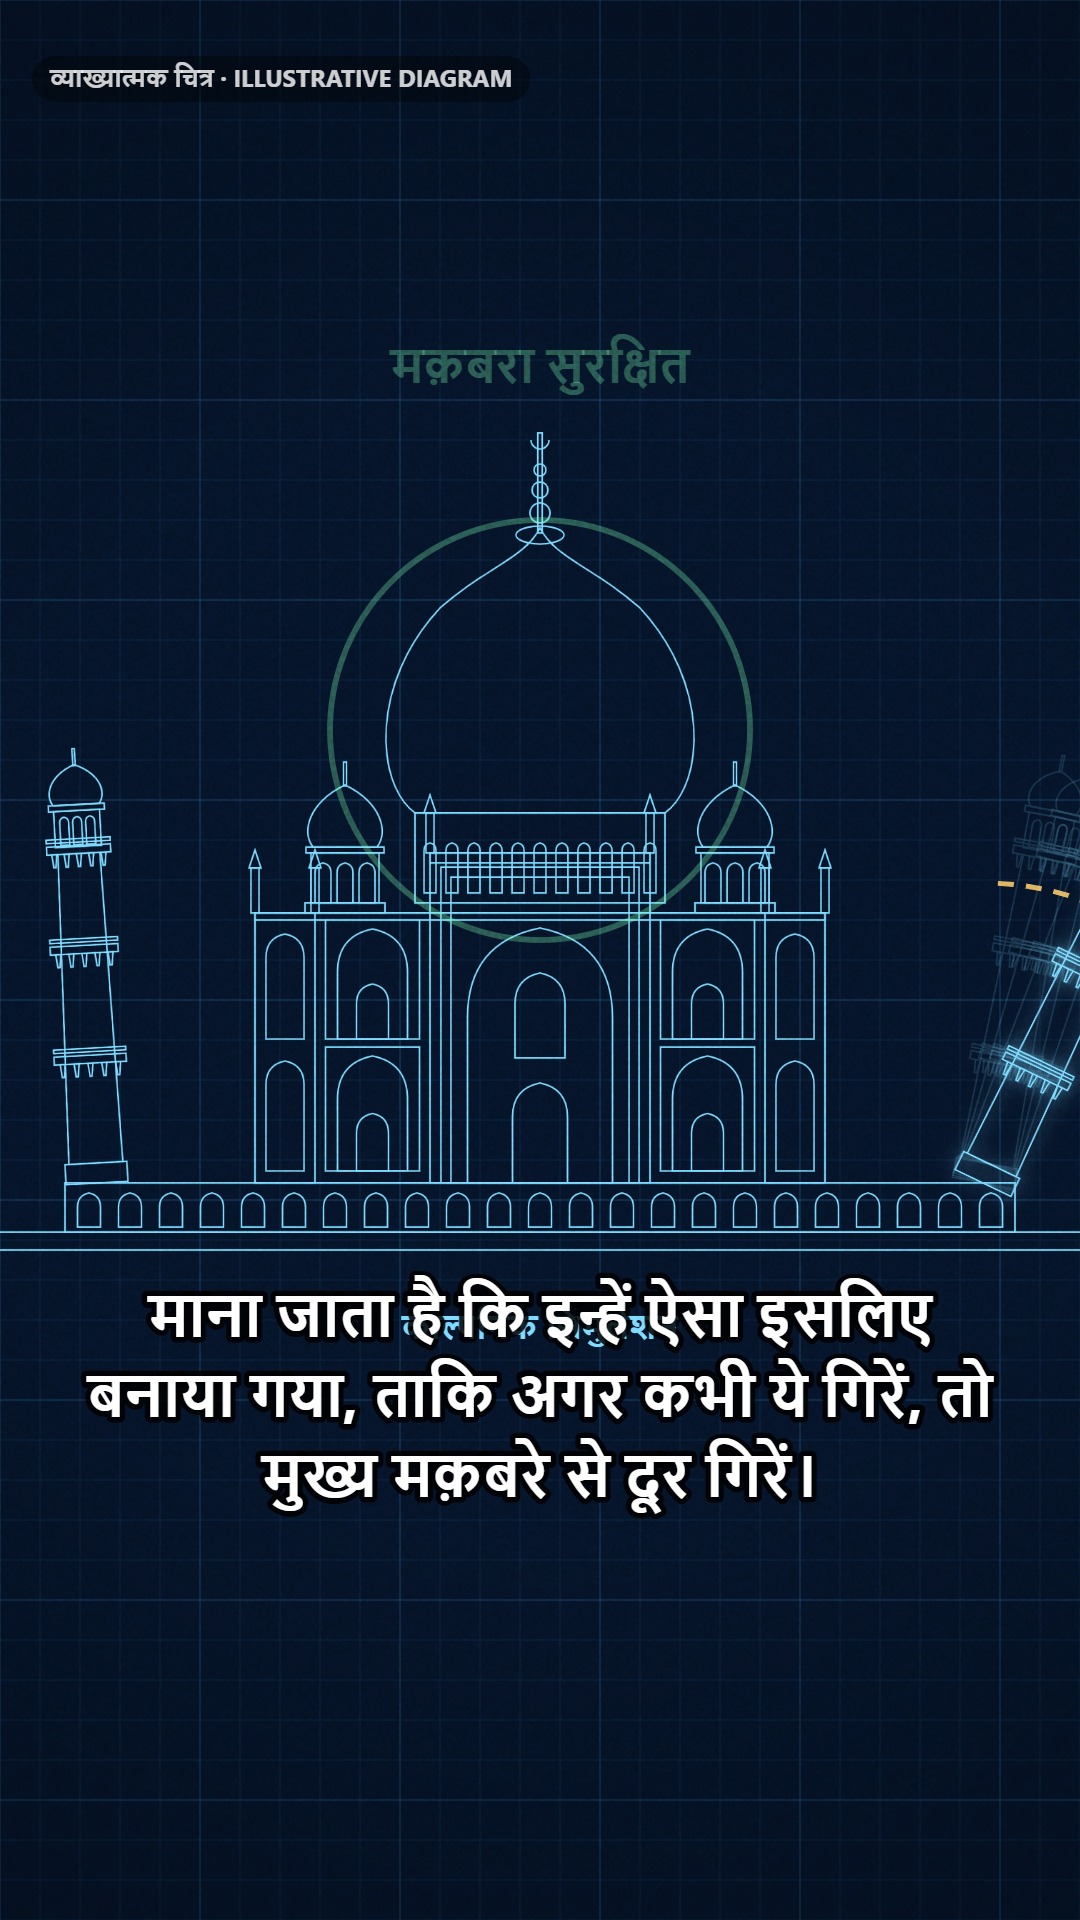 व्याख्यात्मक चित्र · ILLUSTRATIVE DIAGRAM
मक़बरा सुरक्षित
माना जाता है कि इन्हें ऐसा इसलिए
बनाया गया, ताकि अगर कभी ये गिरें, तो
मुख्य मक़बरे से दूर गिरें।